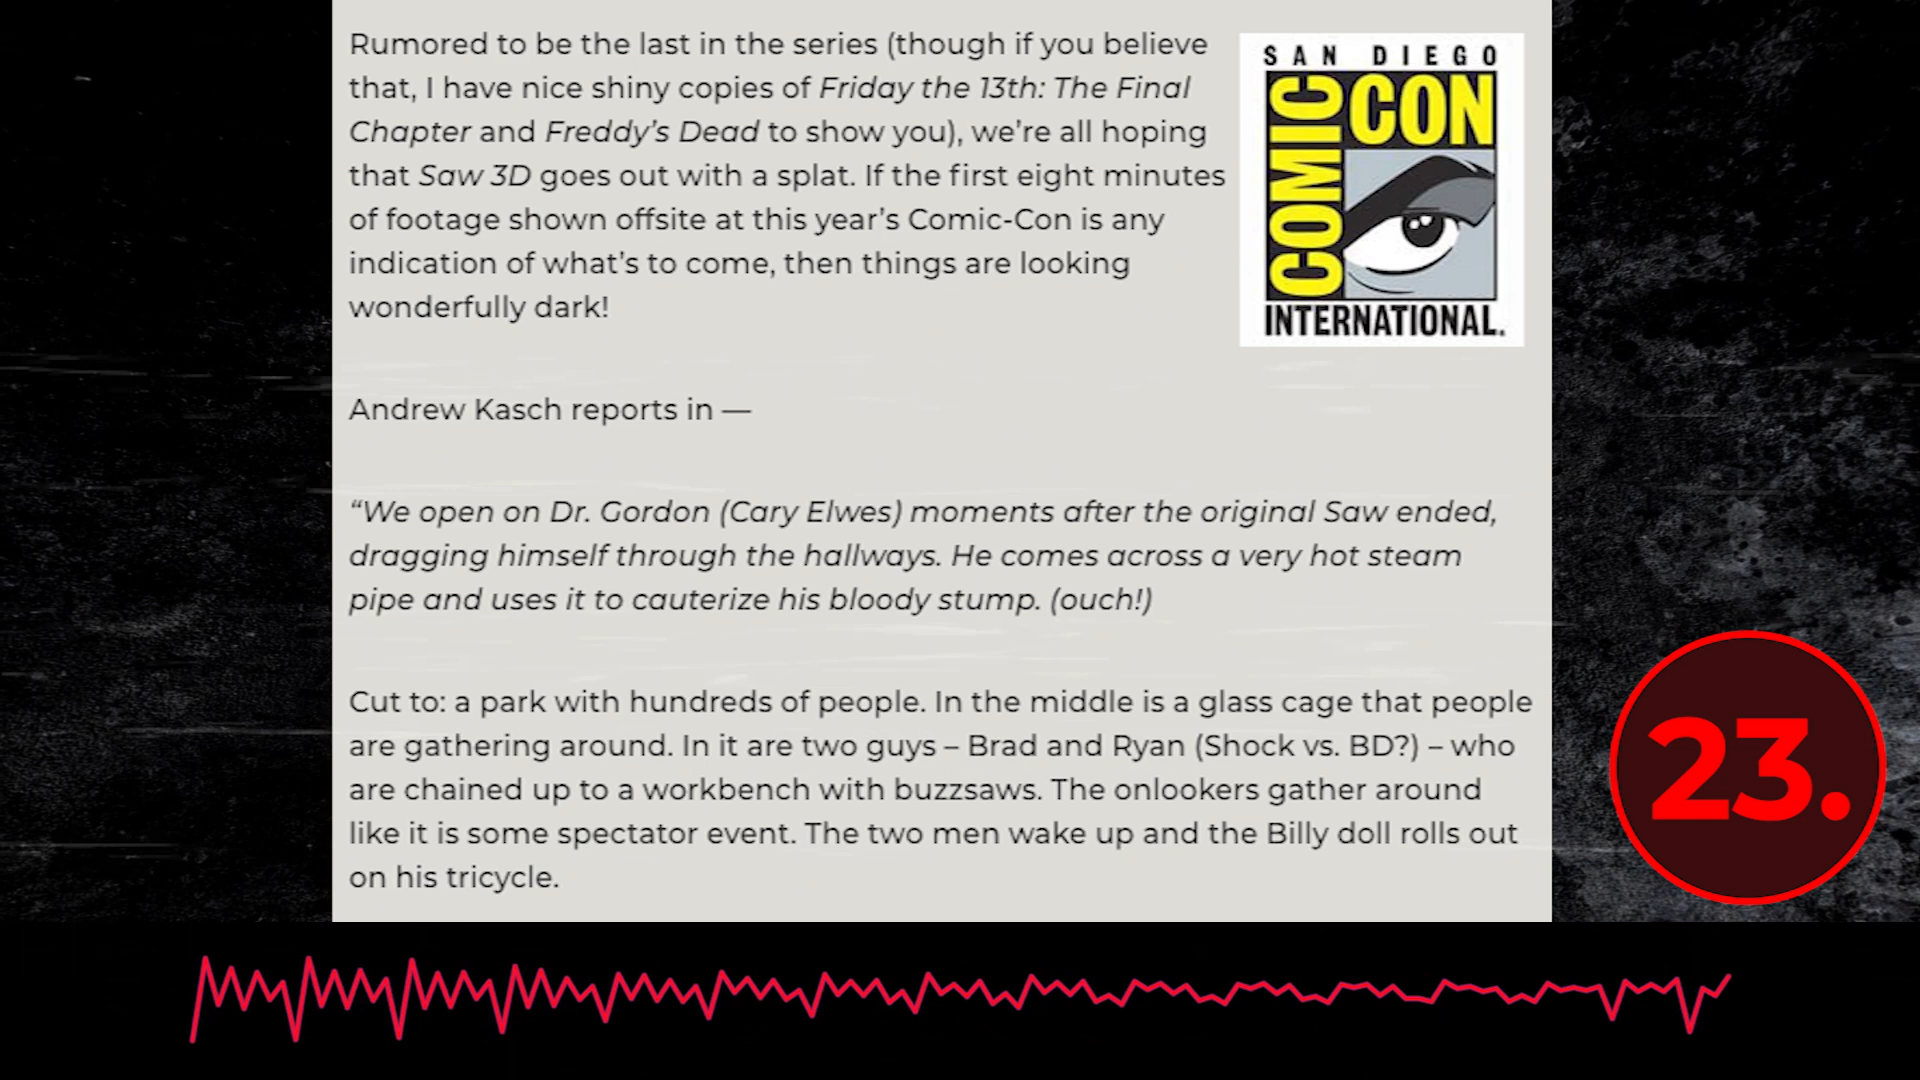 Rumored to be the last in the series (though if you believe
that, I have nice shiny copies of Friday the 13th: The Final
Chapter and Freddy’s Dead to show you), we’re all hoping
that Saw 3D goes out with a splat. If the first eight minutes
of footage shown offsite at this year’s Comic-Con is any
indication of what’s to come, then things are looking
wonderfully dark!
SAN DIEGO
COMIC
CON
INTERNATIONAL.
Andrew Kasch reports in —
“We open on Dr. Gordon (Cary Elwes) moments after the original Saw ended,
dragging himself through the hallways. He comes across a very hot steam
pipe and uses it to cauterize his bloody stump. (ouch!)
Cut to: a park with hundreds of people. In the middle is a glass cage that people
are gathering around. In it are two guys – Brad and Ryan (Shock vs. BD?) – who
are chained up to a workbench with buzzsaws. The onlookers gather around
like it is some spectator event. The two men wake up and the Billy doll rolls out
on his tricycle.
23.